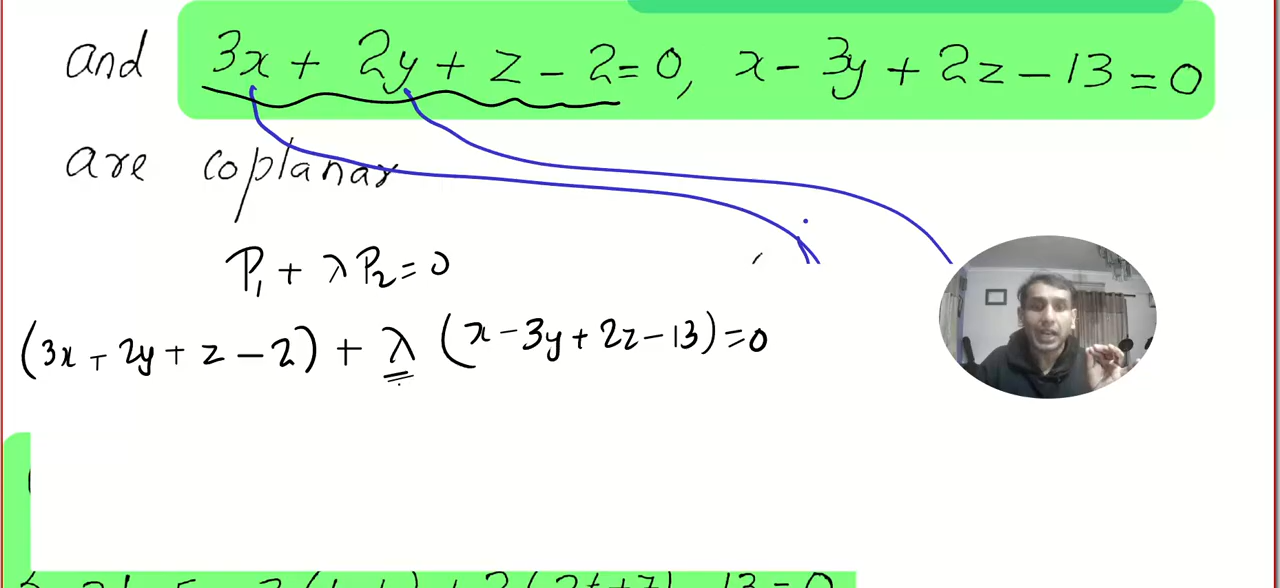 and 3x + 2y + z - 2 = 0, x - 3y + 2z - 13 = 0
are coplanar
P₁ + λ P₂ = 0
(3x + 2y + z - 2) + λ (x - 3y + 2z - 13) = 0